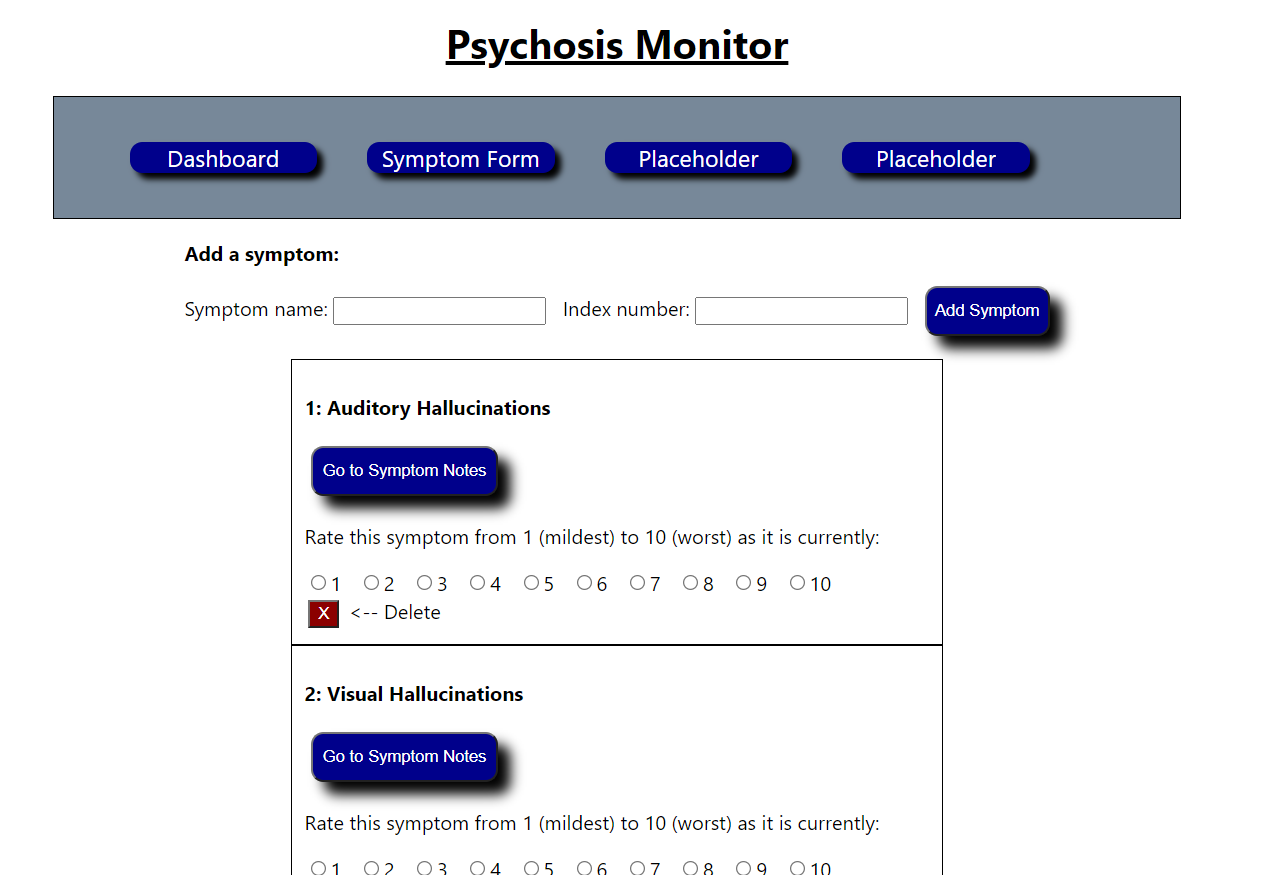 Psychosis Monitor
Dashboard Symptom Form Placeholder Placeholder
Add a symptom:
Symptom name: Index number: Add Symptom
1: Auditory Hallucinations
Go to Symptom Notes
Rate this symptom from 1 (mildest) to 10 (worst) as it is currently:
1 2 3 4 5 6 7 8 9 10
X <-- Delete
2: Visual Hallucinations
Go to Symptom Notes
Rate this symptom from 1 (mildest) to 10 (worst) as it is currently:
1 2 3 4 5 6 7 8 9 10